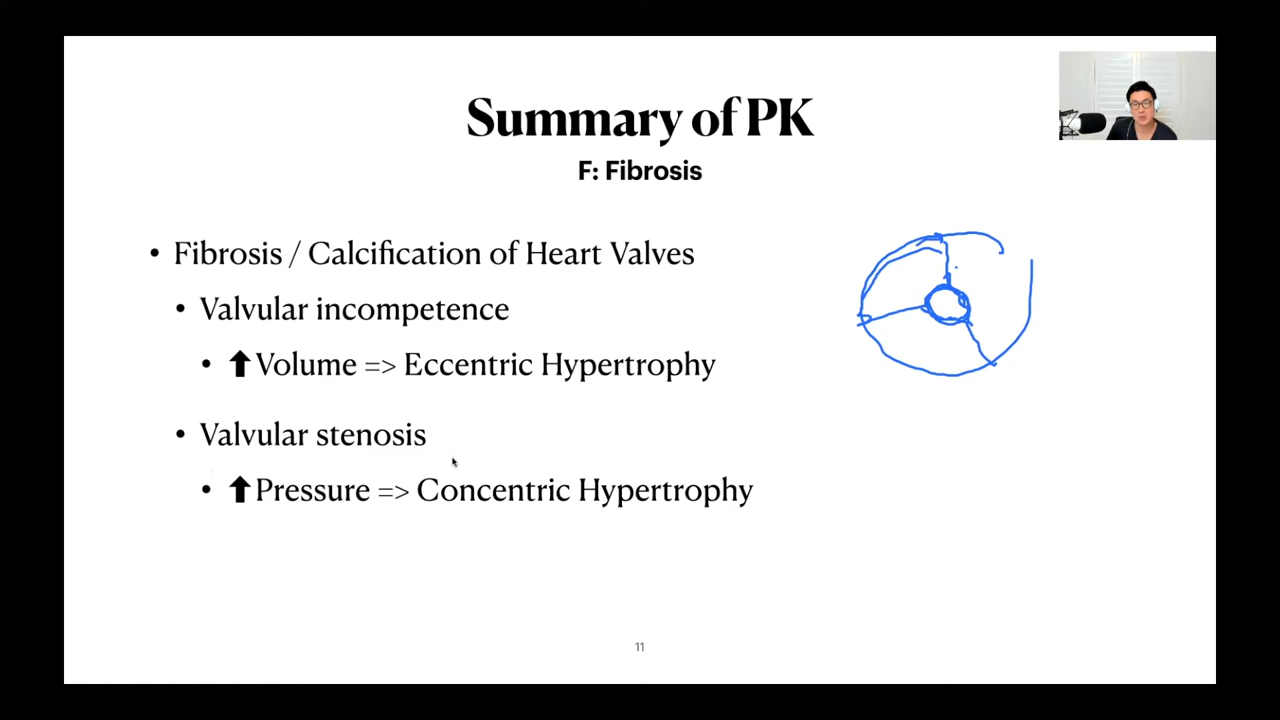 Summary of PK
F: Fibrosis
• Fibrosis / Calcification of Heart Valves
• Valvular incompetence
• ⬆Volume => Eccentric Hypertrophy
• Valvular stenosis
• ⬆Pressure => Concentric Hypertrophy
11